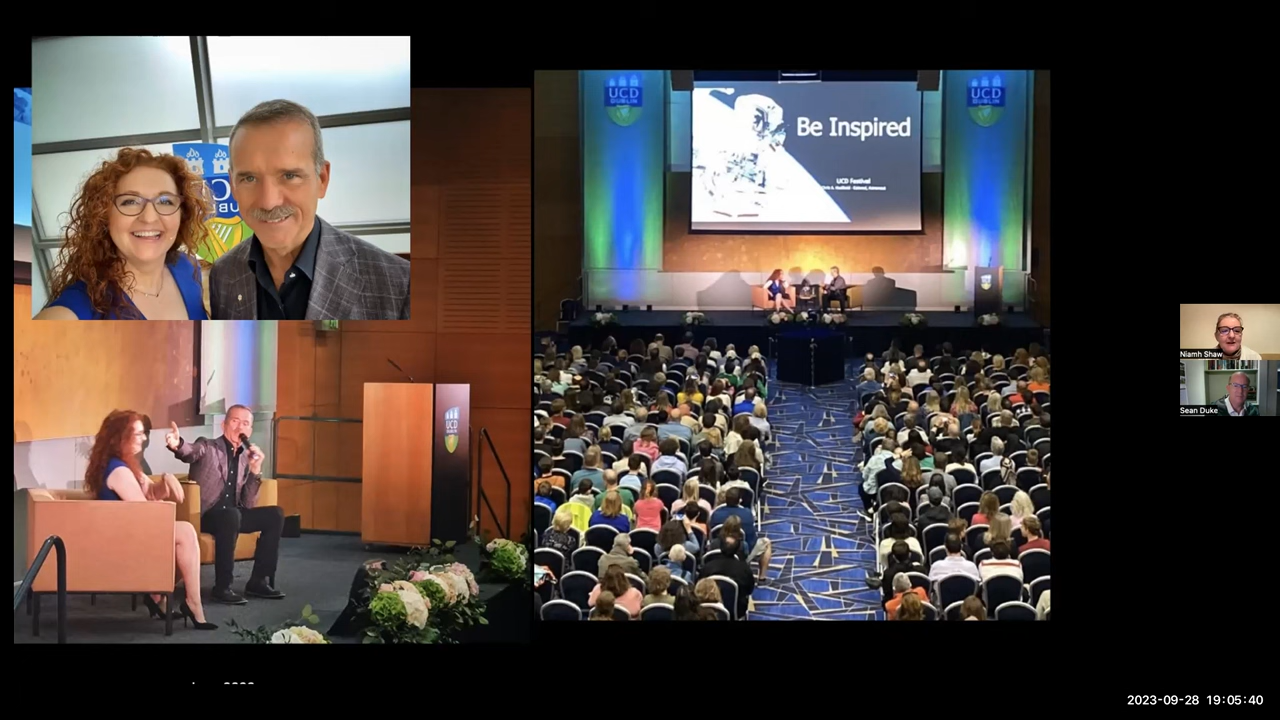 UCD
DUBLIN
UCD
DUBLIN
Be Inspired
UCD Festival
UCD
Niamh Shaw
Sean Duke
2023-09-28 19:05:40